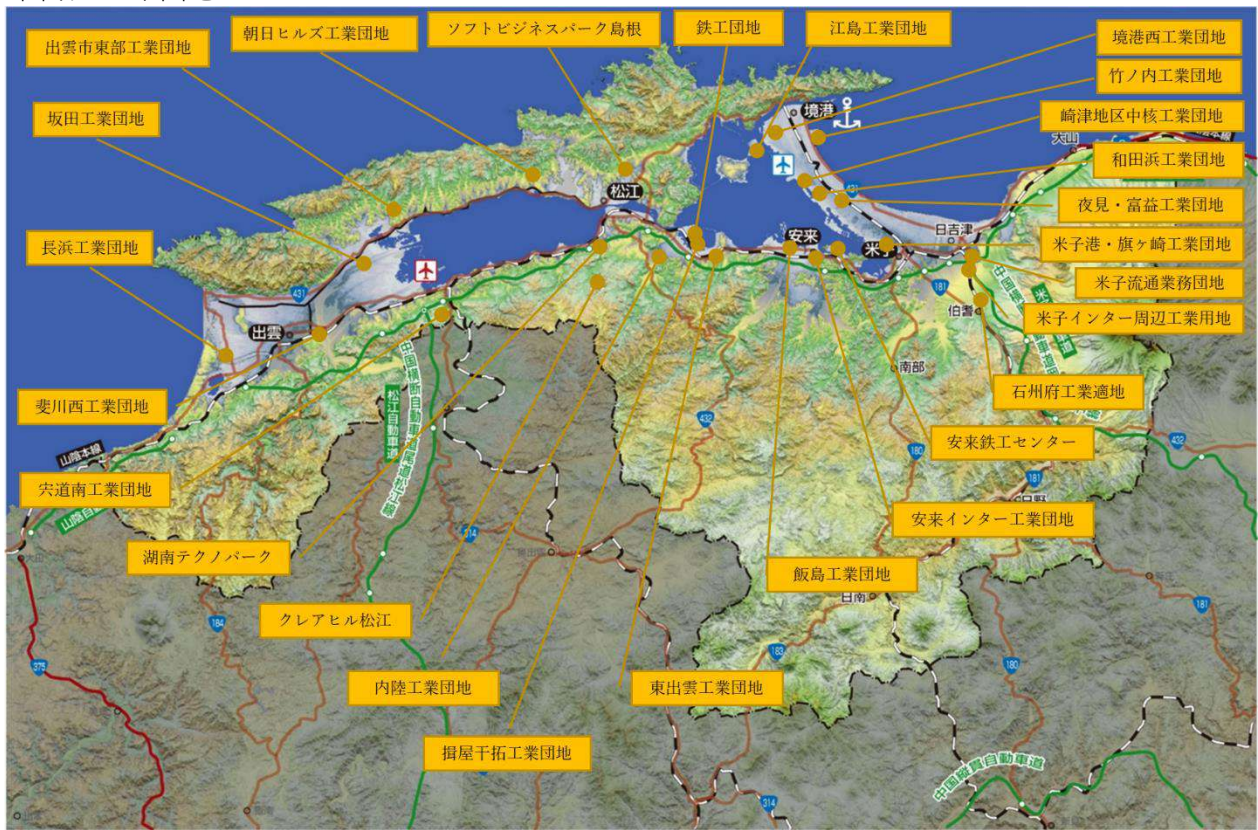 朝日ヒルズ工業団地
ソフトビジネスパーク島根
鉄工団地
江島工業団地
境港西工業団地
出雲市東部工業団地
竹ノ内工業団地
坂田工業団地
境港
崎津地区中核工業団地
大山
和田浜工業団地
431
松江
夜見・富益工業団地
長浜工業団地
日吉津
安来
米子
米子港・旗ヶ崎工業団地
米子流通業務団地
431
181
伯耆
米子インター周辺工業用地
出雲
南部
石州府工業適地
斐川西工業団地
中国横断自動車道尾道松江線
松江自動車道
432
安来鉄工センター
180
432
山陰本線
宍道南工業団地
181
安来インター工業団地
湖南テクノパーク
314
飯島工業団地
日南
クレアヒル松江
184
181
375
183
180
内陸工業団地
東出雲工業団地
揖屋干拓工業団地
中国縦貫自動車道
314